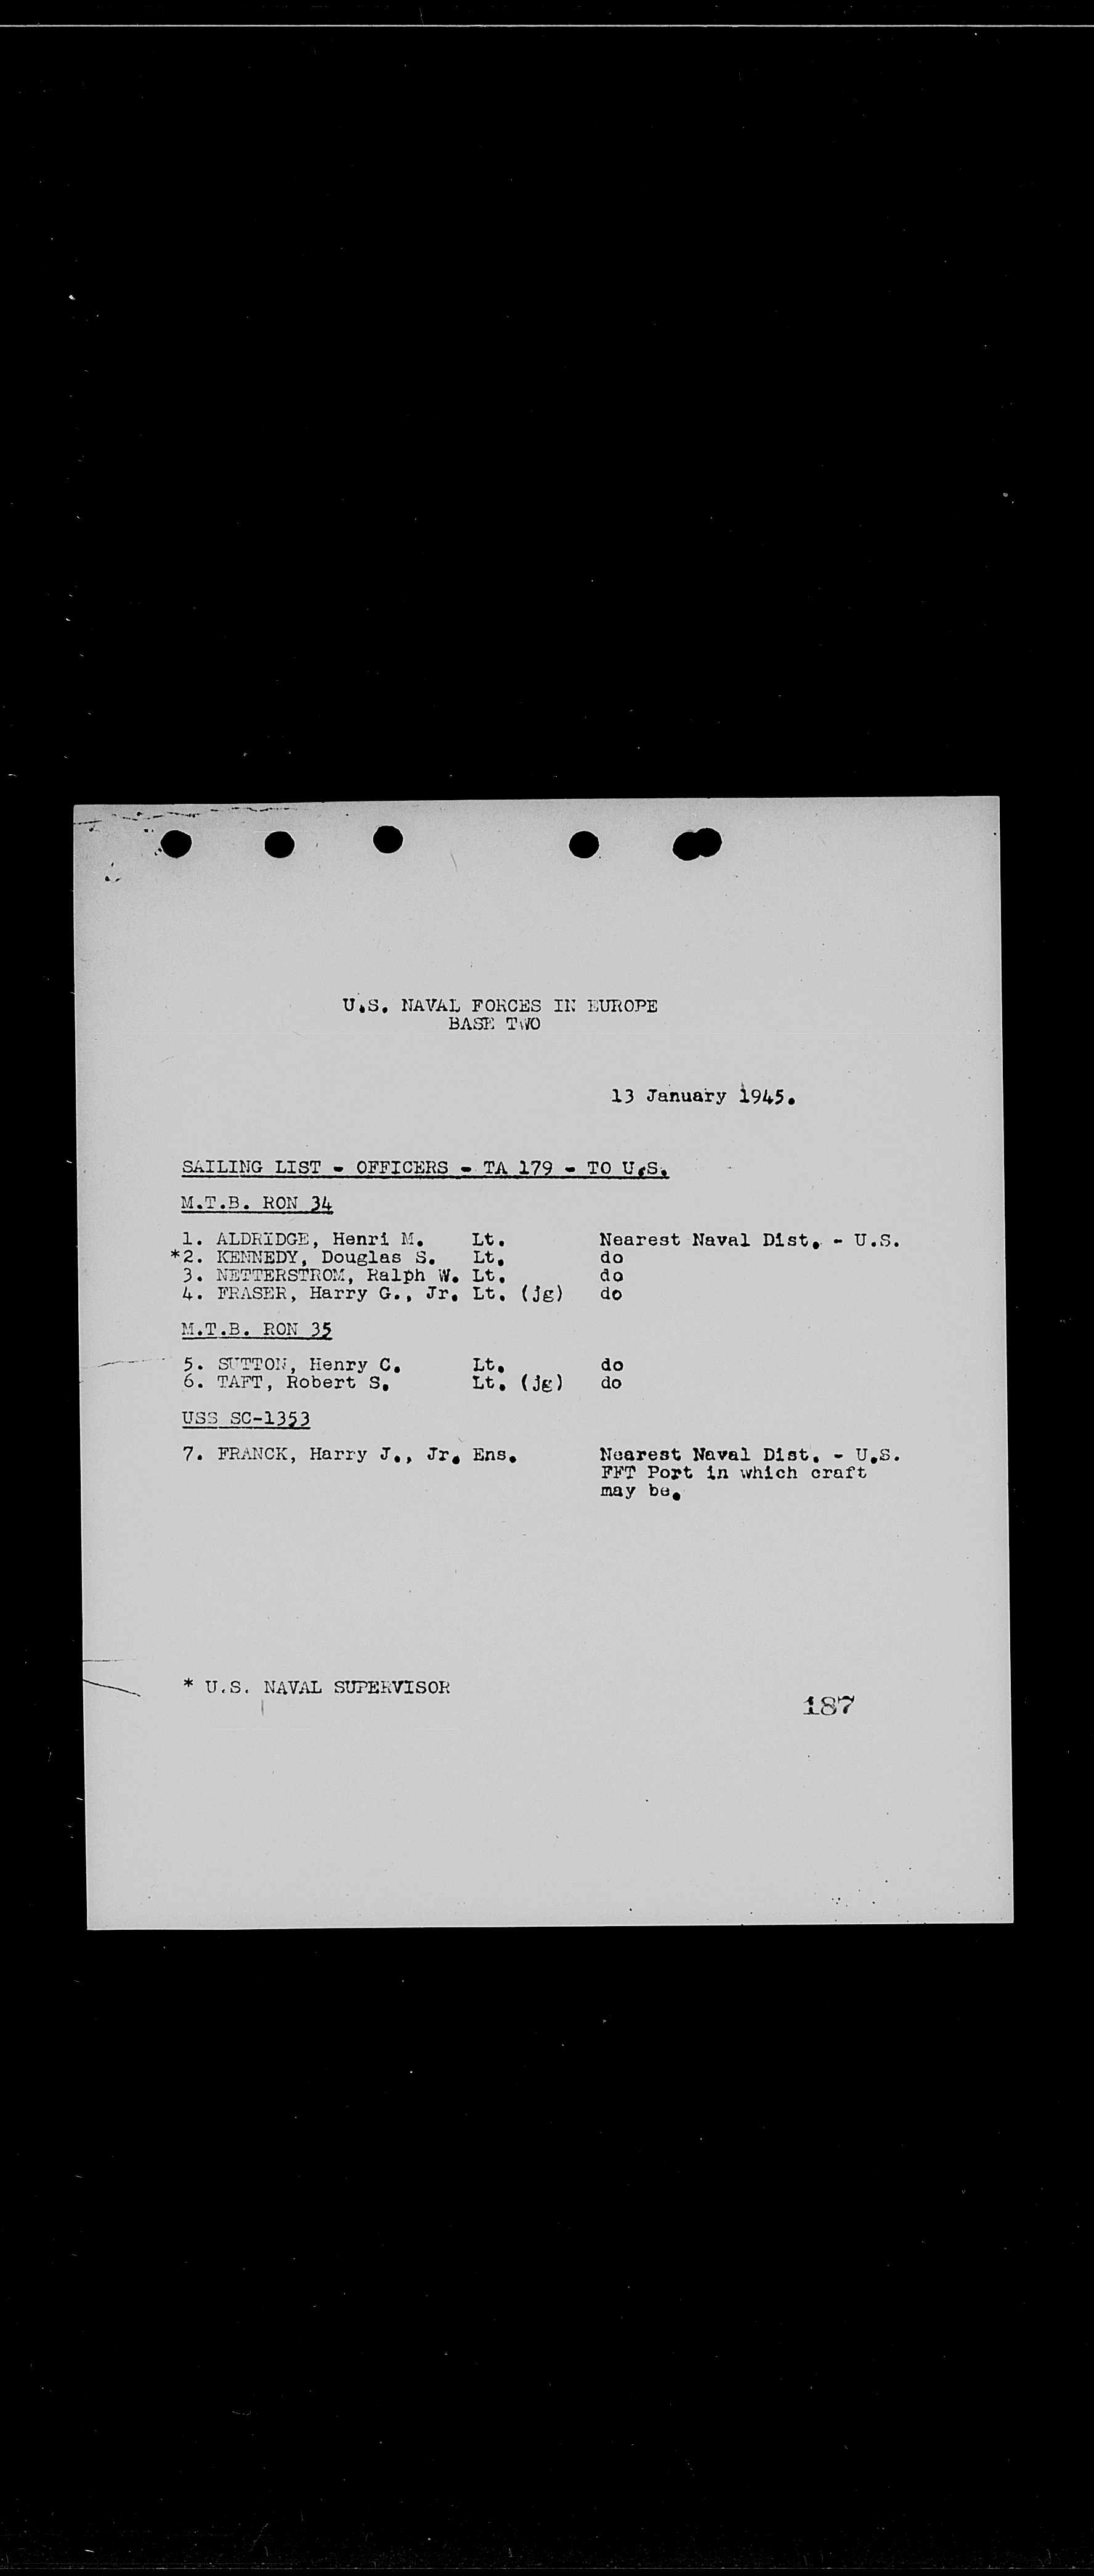 U.S. NAVAL FORCES IN EUROPE
BASE TWO
13 January 1945.
SAILING LIST - OFFICERS - TA 179 - TO U.S.
M.T.B. RON 34
1. ALDRIDGE, Henri M. Lt. Nearest Naval Dist. - U.S.
*2. KENNEDY, Douglas S. Lt. do
3. NETTERSTROM, Ralph W. Lt. do
4. FRASER, Harry G., Jr. Lt. (jg) do
M.T.B. RON 35
5. SUTTON, Henry C. Lt. do
6. TAFT, Robert S. Lt. (jg) do
USS SC-1353
7. FRANCK, Harry J., Jr. Ens. Nearest Naval Dist. - U.S.
FFT Port in which craft
may be.
* U.S. NAVAL SUPERVISOR
187